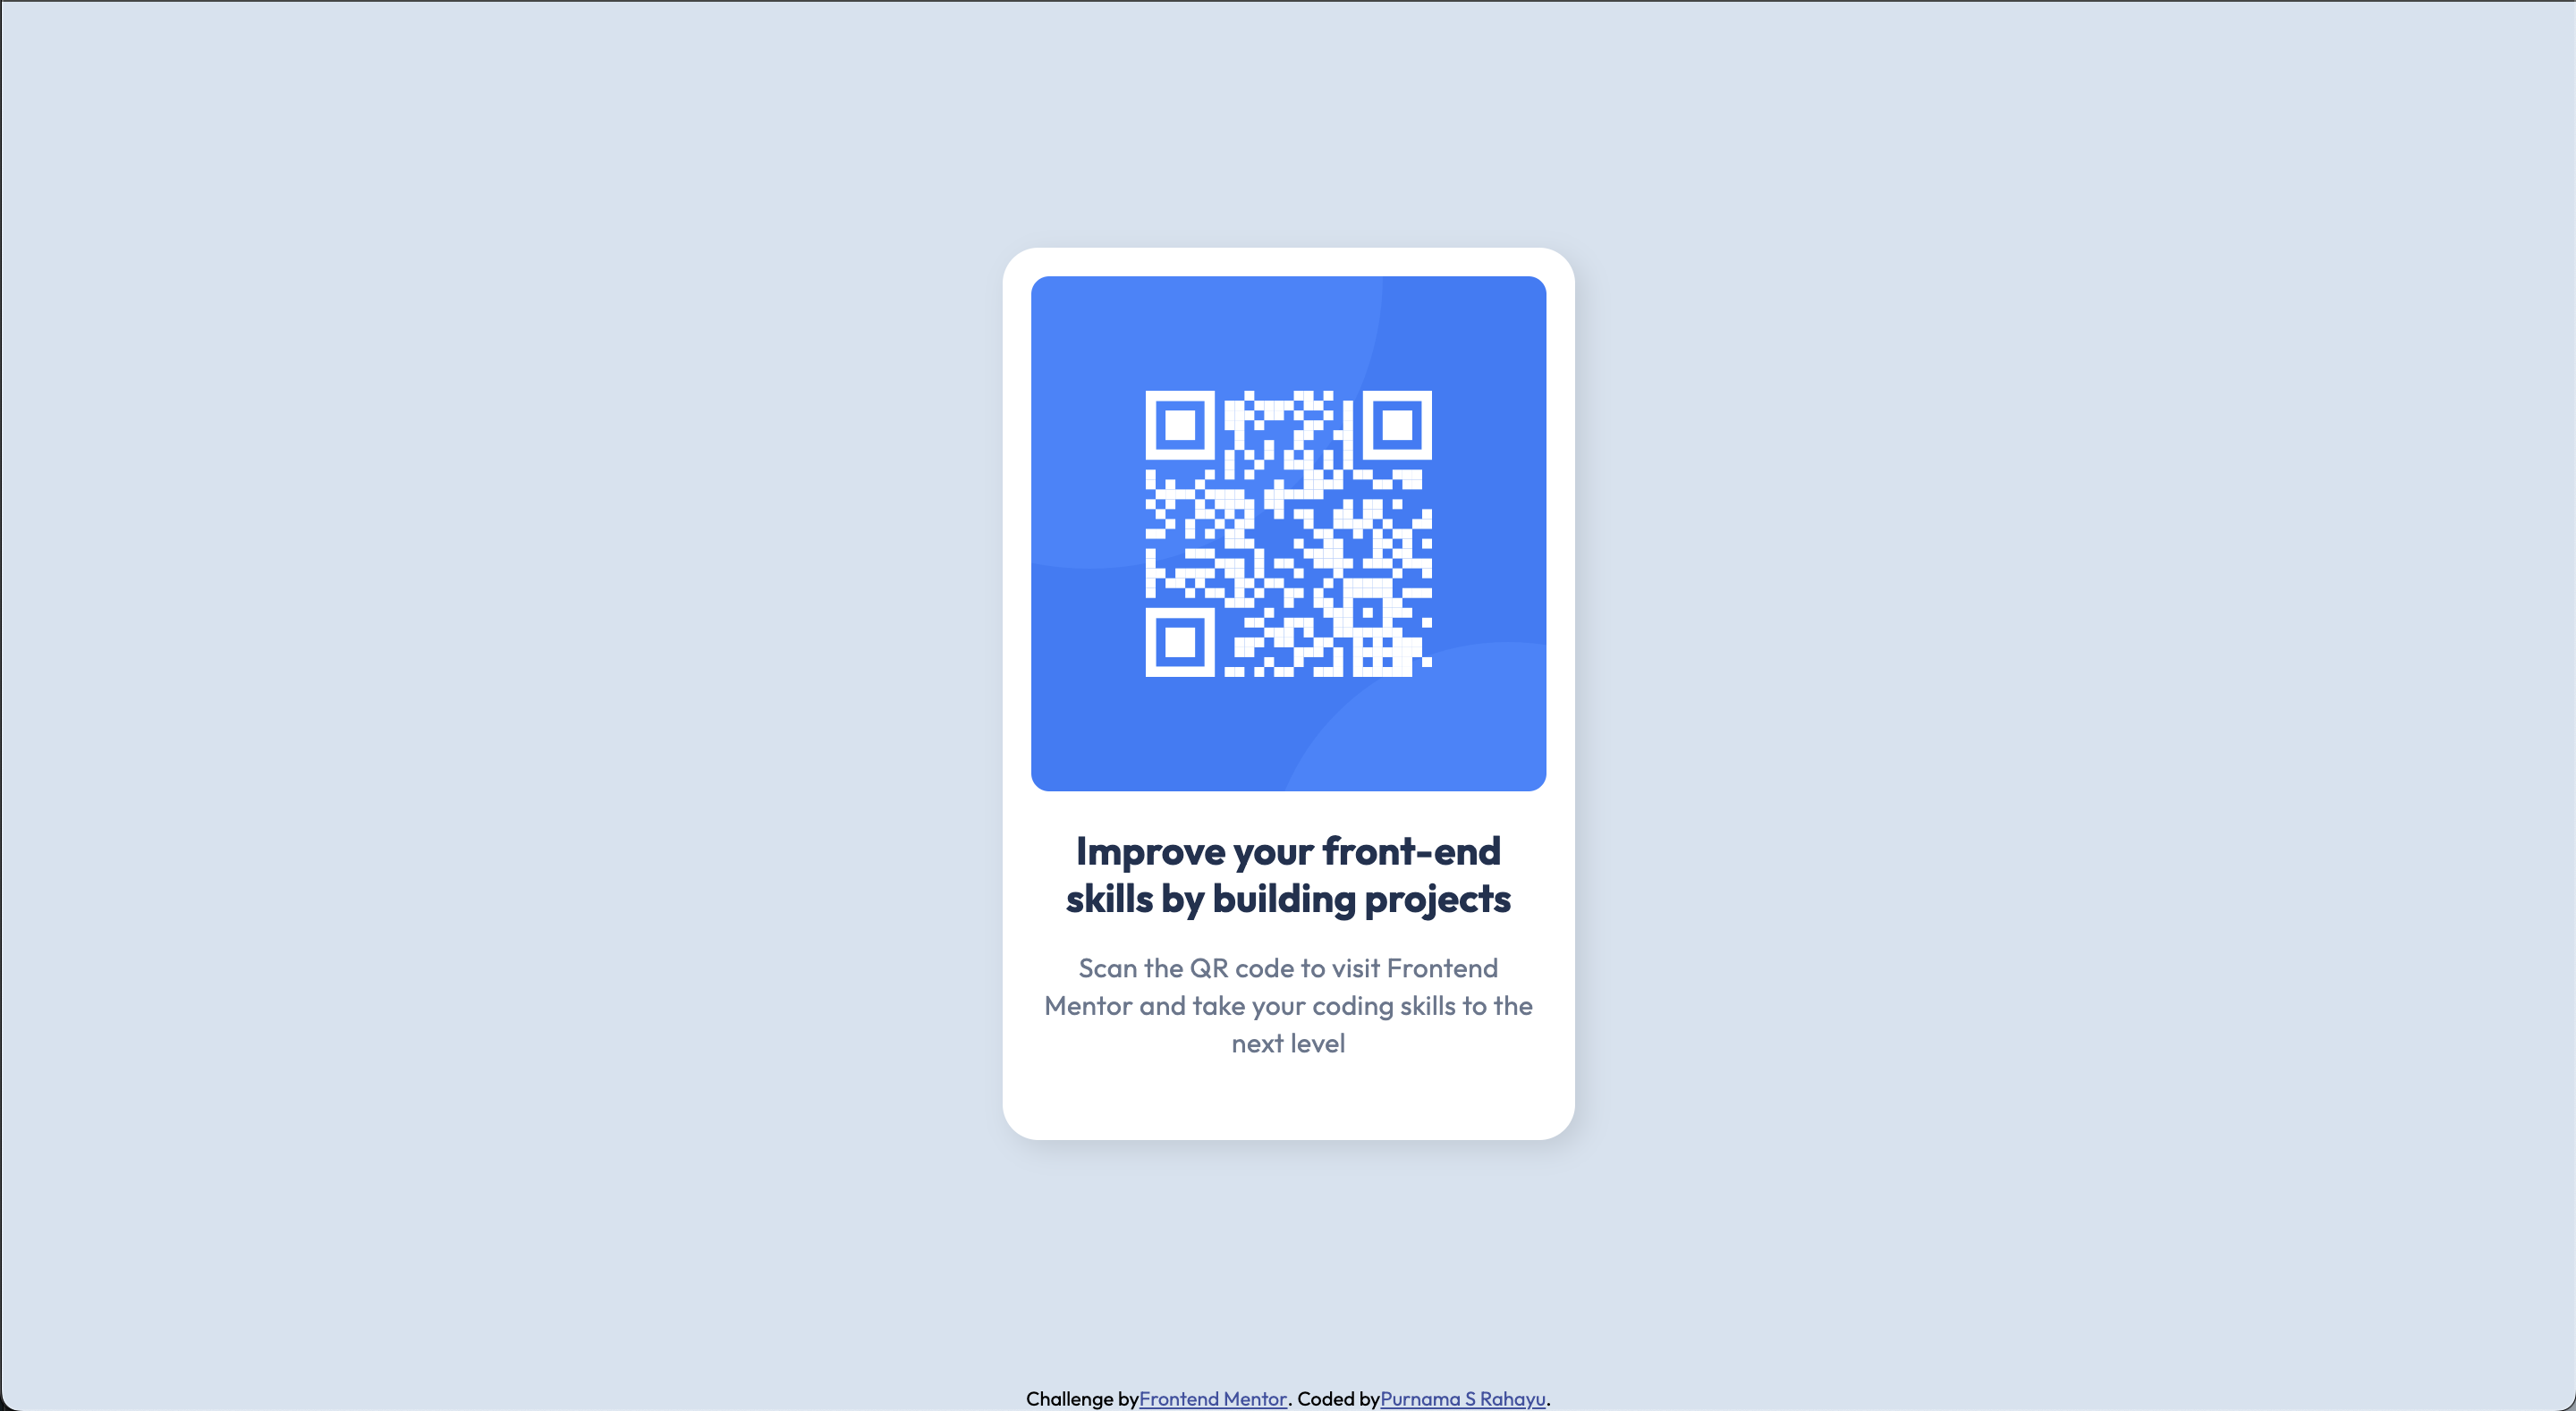 Improve your front-end
skills by building projects
Scan the QR code to visit Frontend
Mentor and take your coding skills to the
next level
Challenge byFrontend Mentor. Coded byPurnama S Rahayu.